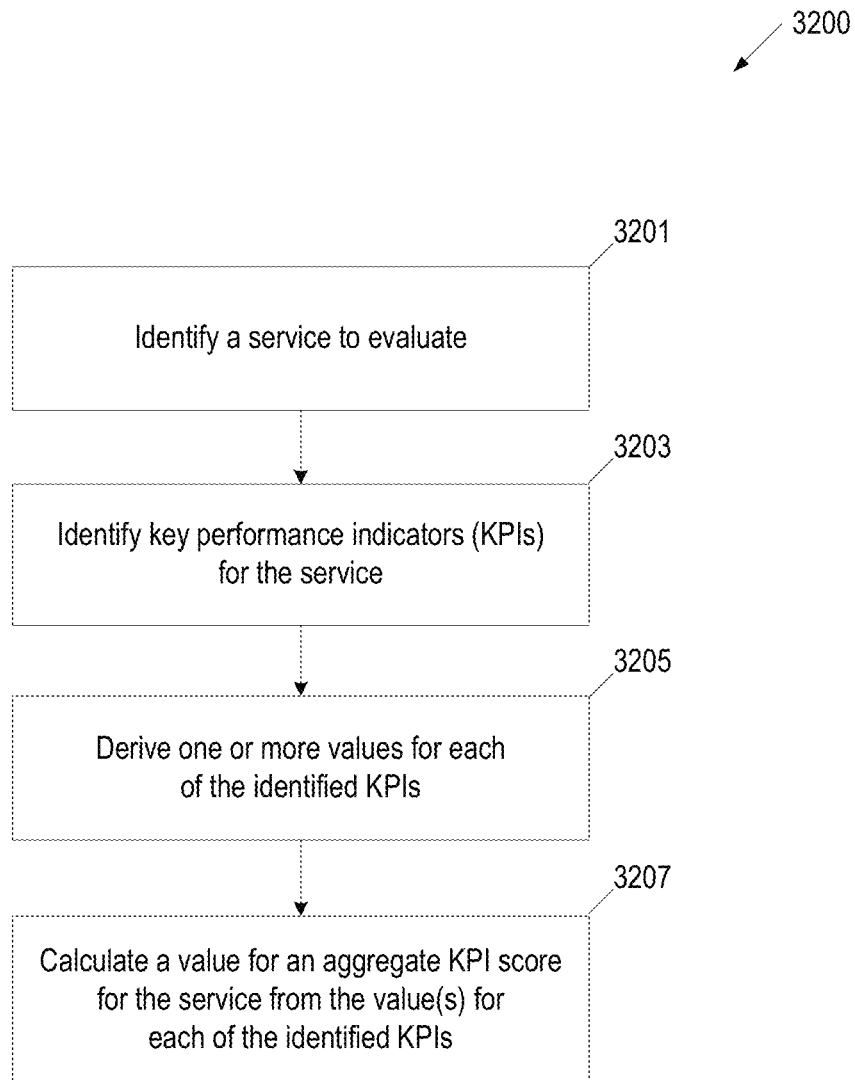 3200
3201
Identify a service to evaluate
3203
Identify key performance indicators (KPIs)
for the service
3205
Derive one or more values for each
of the identified KPIs
3207
Calculate a value for an aggregate KPI score
for the service from the value(s) for
each of the identified KPIs